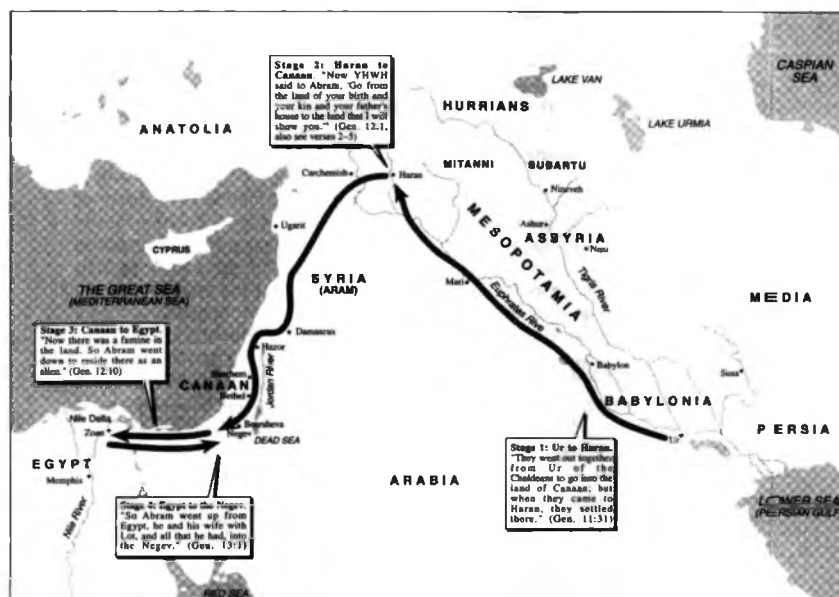 CASPIAN
SEA
LAKE VAN
HURRIANS
LAKE URMIA
Stage 2: Haran to
Canaan. "Now YHWH
said to Abram, 'Go from
the land of your birth and
your kin and your father's
house to the land that I will
show you.'" (Gen. 12:1,
also see verses 2–5)
ANATOLIA
MITANNI
SUBARTU
Carchemish
Haran
Nineveh
Ashur
ASSYRIA
Nuzi
MESOPOTAMIA
Tigris River
Ugarit
CYPRUS
SYRIA
(ARAM)
Mari
Euphrates Rive
MEDIA
THE GREAT SEA
(MEDITERRANEAN SEA)
Stage 3: Canaan to Egypt.
"Now there was a famine in
the land. So Abram went
down to reside there as an
alien." (Gen. 12:10)
Damascus
Hazor
Shechem
CANAAN
Bethel
Jordan River
Babylon
Susa
BABYLONIA
Nile Delta
Zoan
Beersheva
Negev
DEAD SEA
Ur
PERSIA
EGYPT
Memphis
Nile River
ARABIA
Stage 1: Ur to Haran.
"They went out together
from Ur of the
Chaldeans to go into the
land of Canaan; but
when they came to
Haran, they settled
there." (Gen. 11:31)
LOWER SEA
(PERSIAN GULF
Stage 4: Egypt to the Negev.
"So Abram went up from
Egypt, he and his wife with
Lot, and all that he had, into
the Negev." (Gen. 13:1)
RED SEA